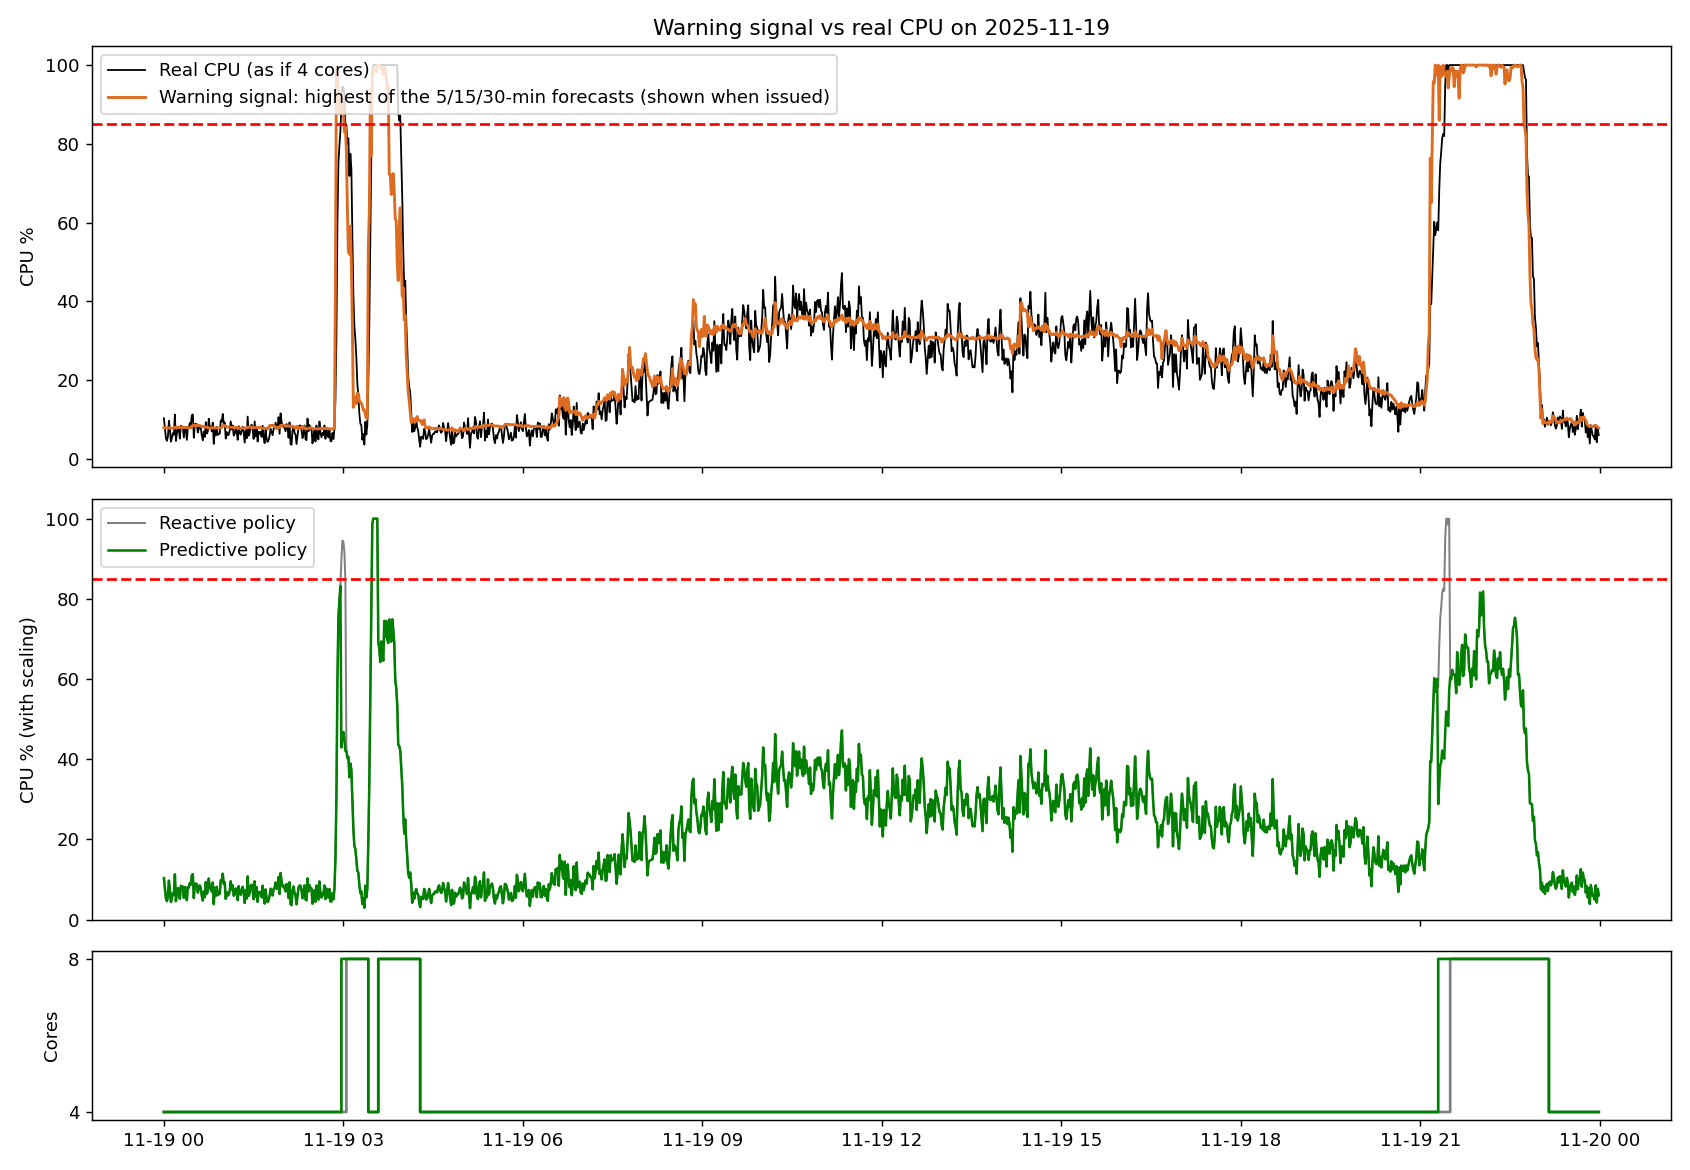 Warning signal vs real CPU on 2025-11-19
100
80
60
40
20
0
CPU %
Real CPU (as if 4 cores)
Warning signal: highest of the 5/15/30-min forecasts (shown when issued)
100
80
60
40
20
0
CPU % (with scaling)
Reactive policy
Predictive policy
8
4
Cores
11-19 00
11-19 03
11-19 06
11-19 09
11-19 12
11-19 15
11-19 18
11-19 21
11-20 00